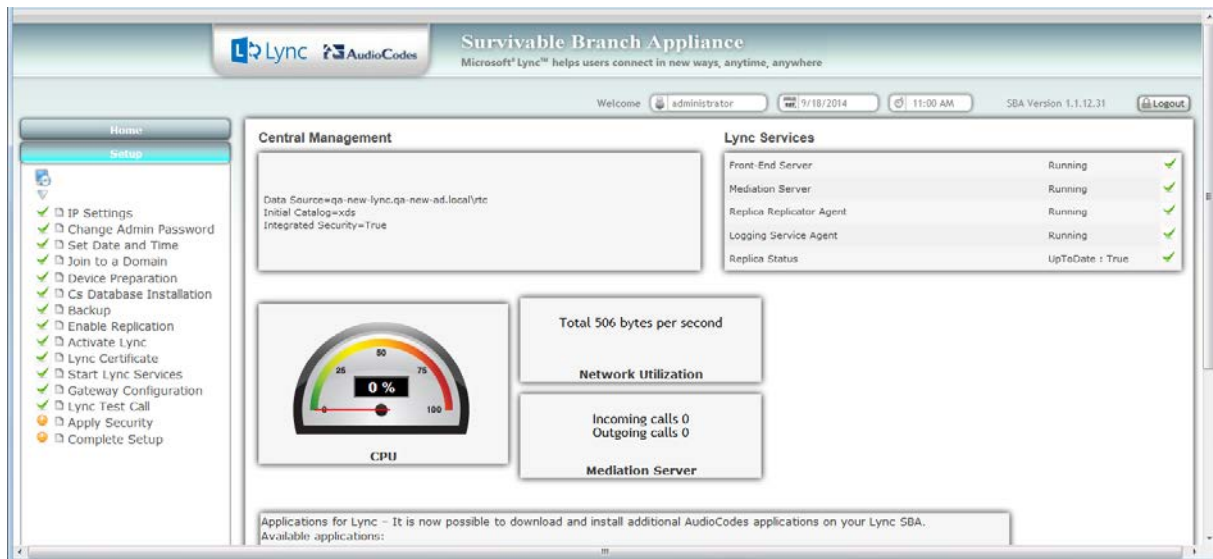 Lync AudioCodes
Survivable Branch Appliance
Microsoft® Lync™ helps users connect in new ways, anytime, anywhere
Welcome administrator 9/18/2014 11:00 AM SBA Version 1.1.12.31 Logout
Home
Setup
IP Settings
Change Admin Password
Set Date and Time
Join to a Domain
Device Preparation
Cs Database Installation
Backup
Enable Replication
Activate Lync
Lync Certificate
Start Lync Services
Gateway Configuration
Lync Test Call
Apply Security
Complete Setup
Central Management
Data Source=qa-new-lync.qa-new-ad.local\rtc
Initial Catalog=xds
Integrated Security=True
Lync Services
Front-End Server Running
Mediation Server Running
Replica Replicator Agent Running
Logging Service Agent Running
Replica Status UpToDate : True
0 25 50 75 100
0 %
CPU
Total 506 bytes per second
Network Utilization
Incoming calls 0
Outgoing calls 0
Mediation Server
Applications for Lync - It is now possible to download and install additional AudioCodes applications on your Lync SBA.
Available applications: